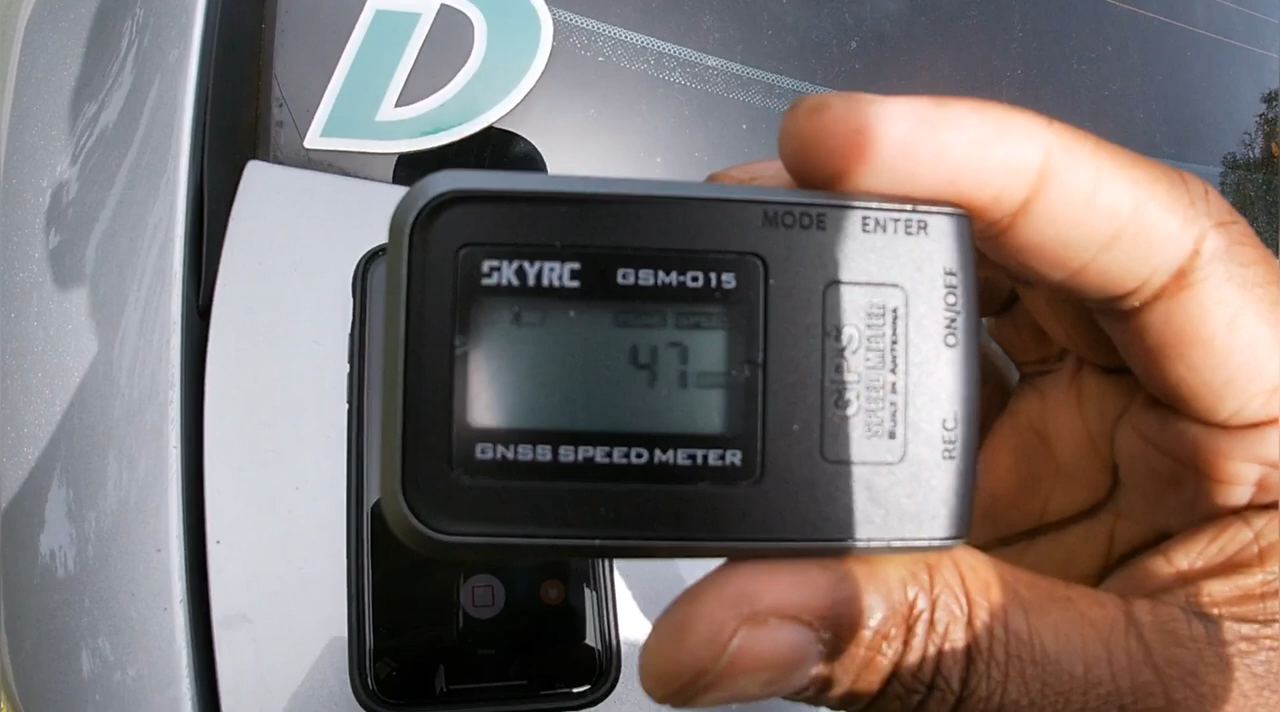 D
MODE ENTER
SKYRC GSM-015
47
GNSS SPEED METER
GPS
SPEED METER
BUILT IN ANTENNA
ON/OFF
REC.